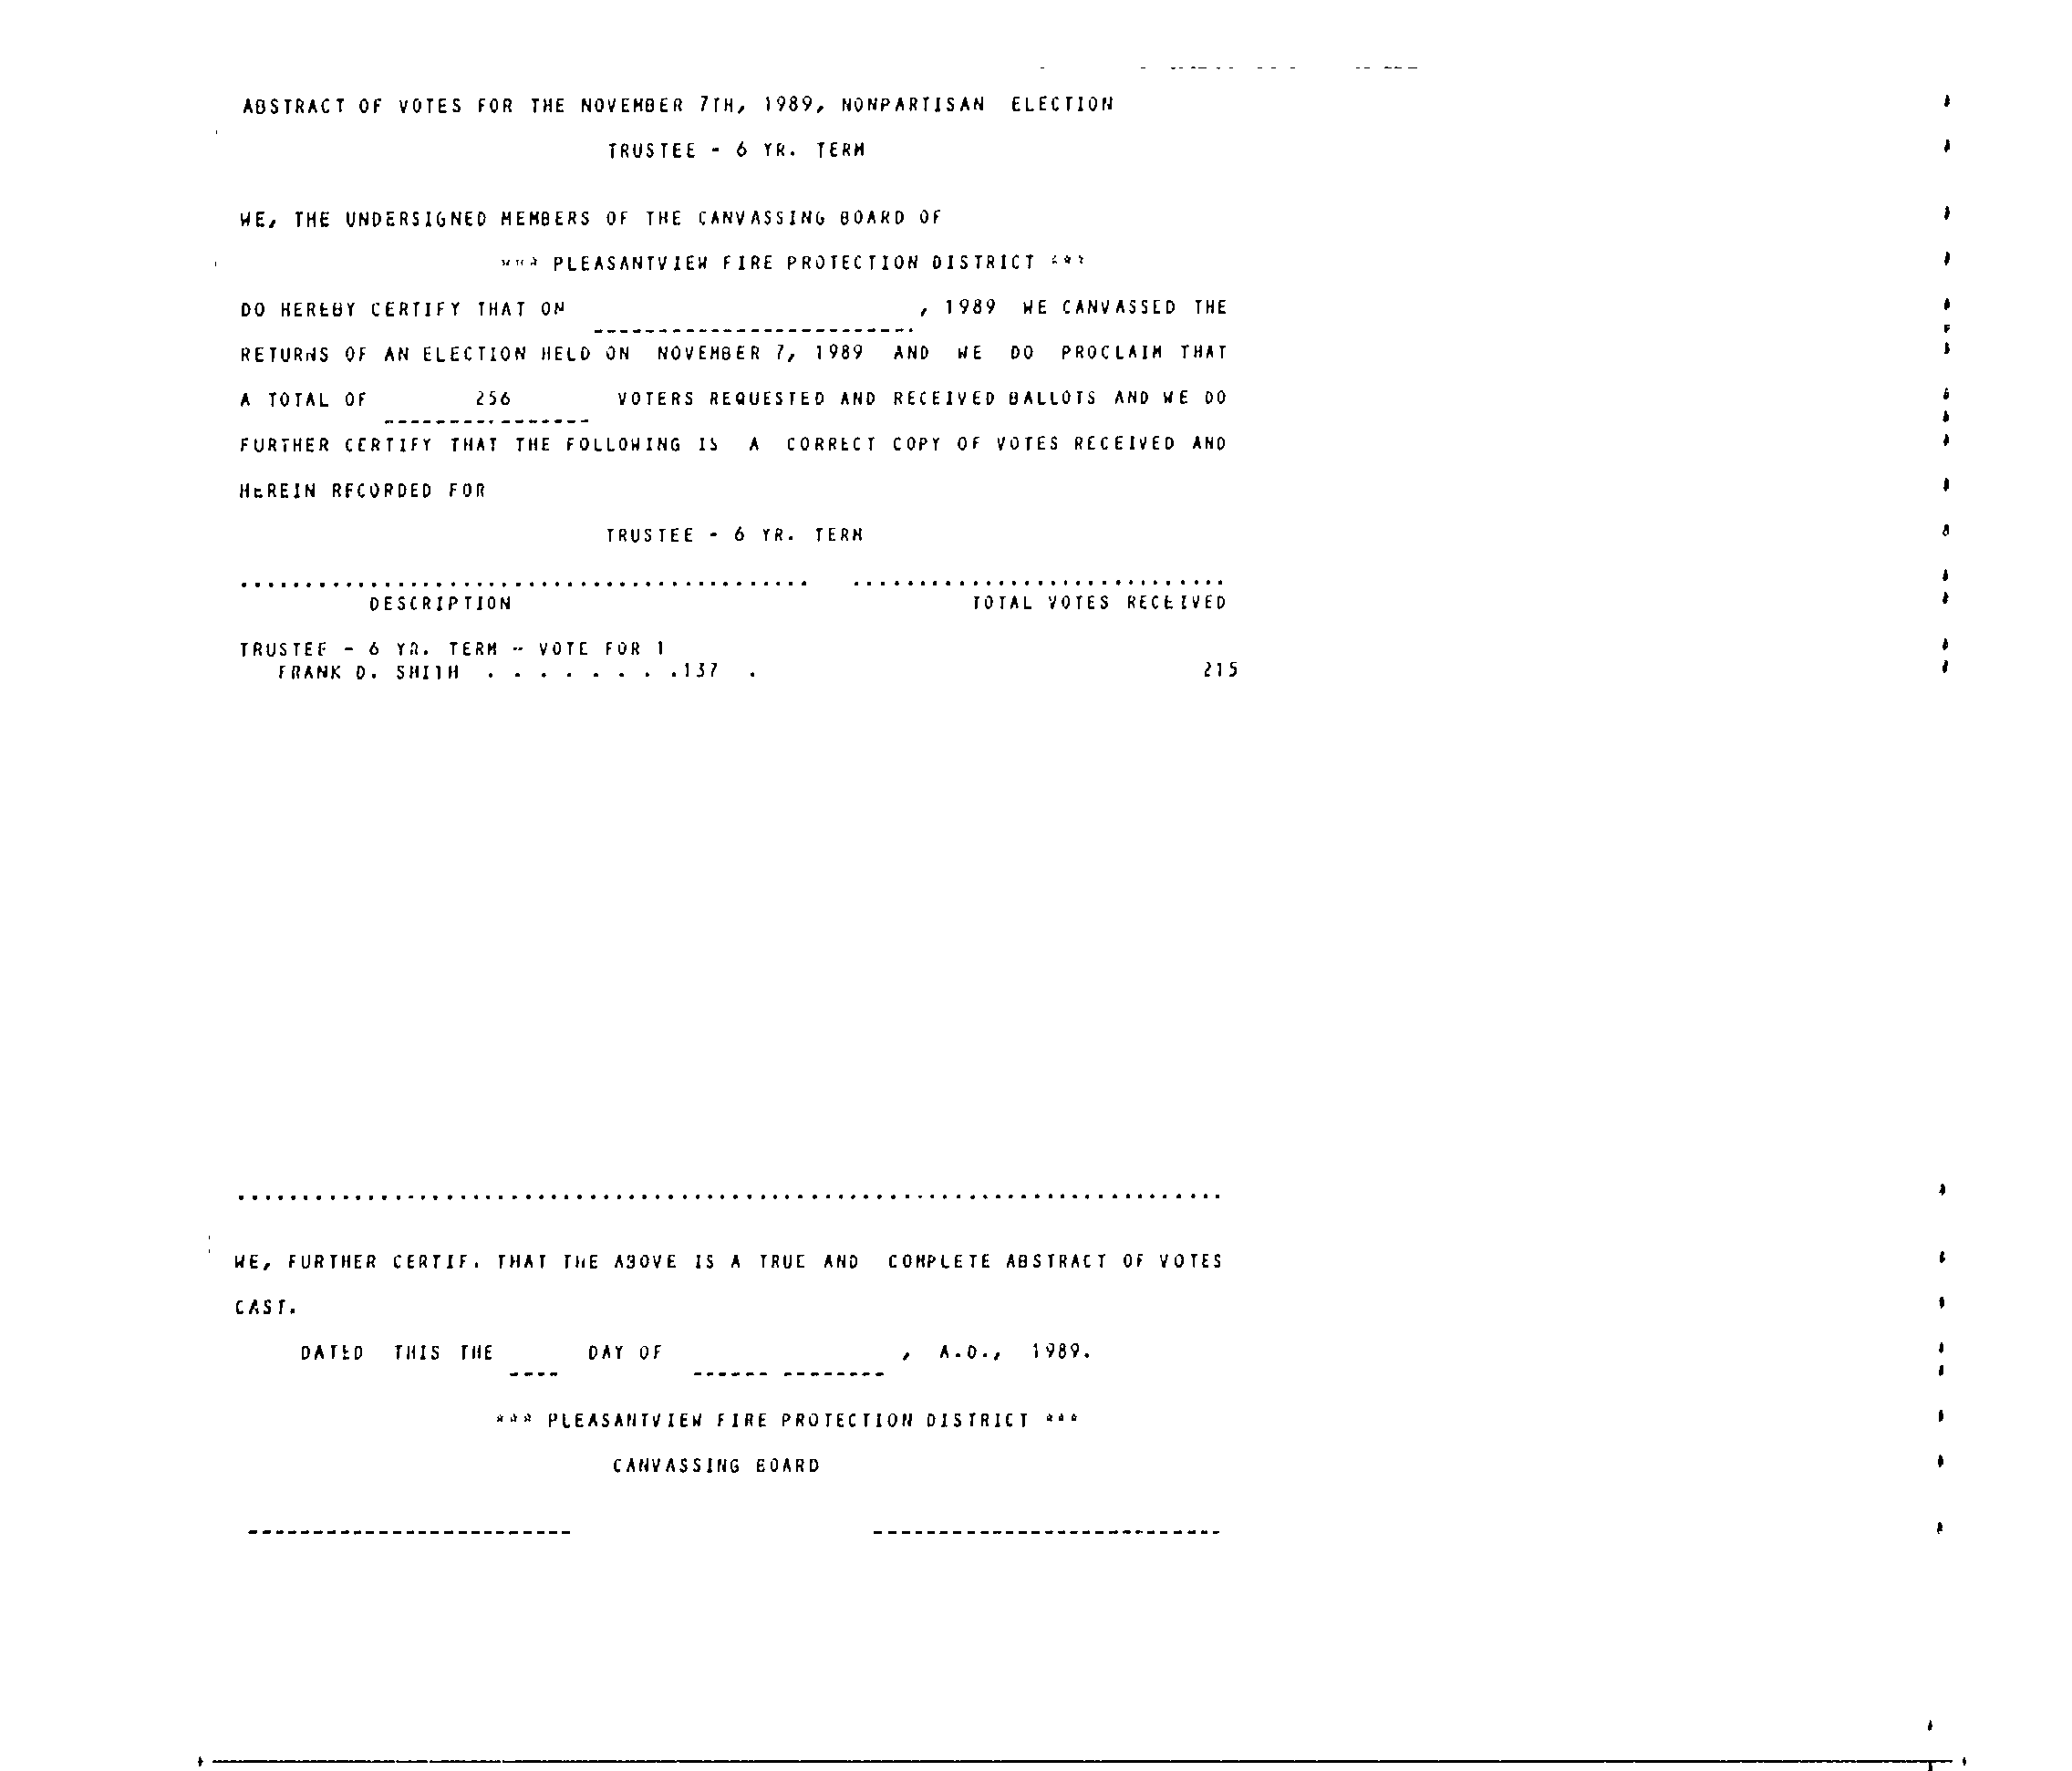 ABSTRACT OF VOTES FOR THE NOVEMBER 7TH, 1989, NONPARTISAN ELECTION
TRUSTEE - 6 YR. TERM
WE, THE UNDERSIGNED MEMBERS OF THE CANVASSING BOARD OF
*** PLEASANTVIEW FIRE PROTECTION DISTRICT ***
DO HEREBY CERTIFY THAT ON , 1989 WE CANVASSED THE
RETURNS OF AN ELECTION HELD ON NOVEMBER 7, 1989 AND WE DO PROCLAIM THAT
A TOTAL OF 256 VOTERS REQUESTED AND RECEIVED BALLOTS AND WE DO
FURTHER CERTIFY THAT THE FOLLOWING IS A CORRECT COPY OF VOTES RECEIVED AND
HEREIN RECORDED FOR
TRUSTEE - 6 YR. TERM
DESCRIPTION TOTAL VOTES RECEIVED
TRUSTEE - 6 YR. TERM - VOTE FOR 1
FRANK D. SMITH . . . . . . . .137 . 215
WE, FURTHER CERTIF. THAT THE ABOVE IS A TRUE AND COMPLETE ABSTRACT OF VOTES
CAST.
DATED THIS THE ---- DAY OF ------ --------, A.D., 1989.
*** PLEASANTVIEW FIRE PROTECTION DISTRICT ***
CANVASSING BOARD